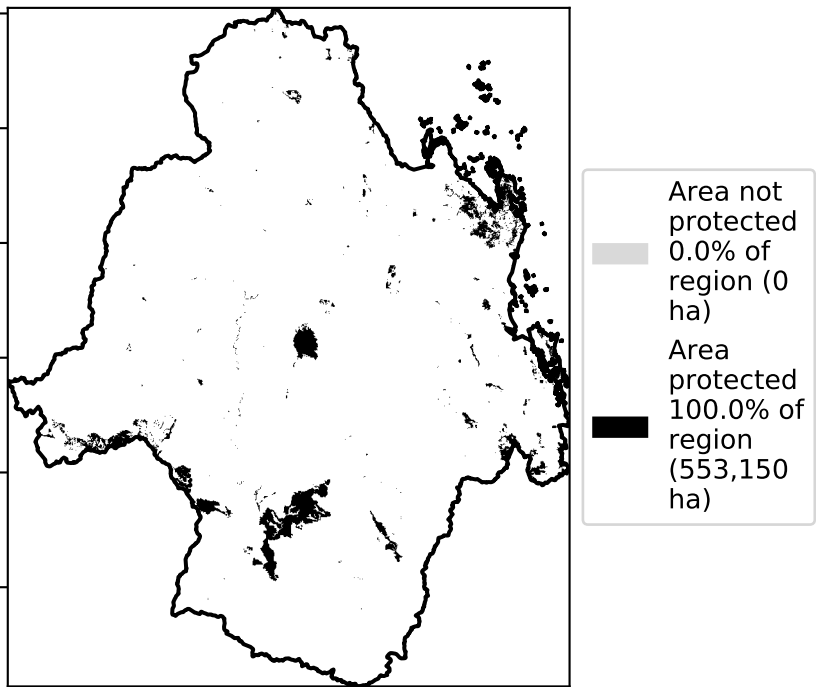 Area not
protected
0.0% of
region (0
ha)
Area
protected
100.0% of
region
(553,150
ha)